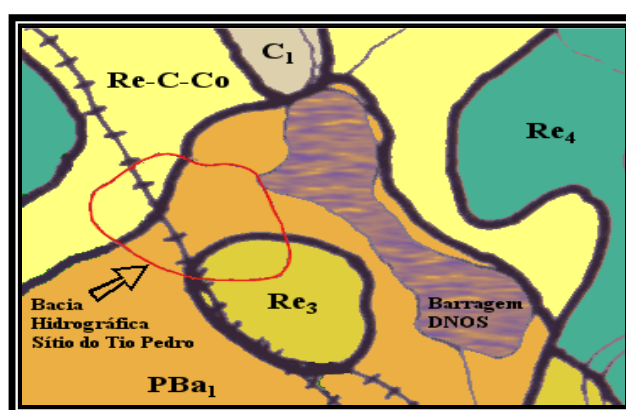 C1
Re-C-Co
Re4
Bacia
Hidrográfica
Sítio do Tio Pedro
Re3
Barragem
DNOS
PBa1